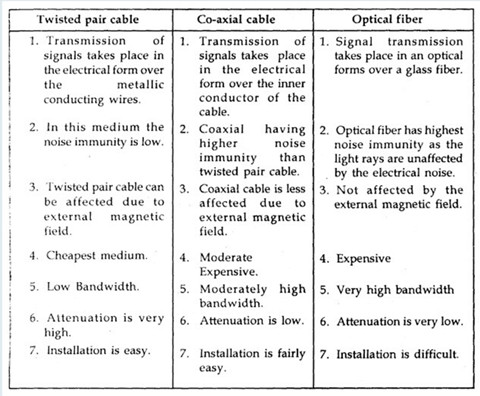 Twisted pair cable
1. Transmission of
signals takes place in
the electrical form over
the metallic
conducting wires.
2. In this medium the
noise immunity is low.
3. Twisted pair cable can
be affected due to
external magnetic
field.
4. Cheapest medium.
5. Low Bandwidth.
6. Attenuation is very
high.
7. Installation is easy.
Co-axial cable
1. Transmission of
signals takes place
in the electrical
form over the inner
conductor of the
cable.
2. Coaxial having
higher noise
immunity than
twisted pair cable.
3. Coaxial cable is less
affected due to
external magnetic
field.
4. Moderate
Expensive.
5. Moderately high
bandwidth.
6. Attenuation is low.
7. Installation is fairly
easy.
Optical fiber
1. Signal transmission
takes place in an optical
forms over a glass fiber.
2. Optical fiber has highest
noise immunity as the
light rays are unaffected
by the electrical noise.
3. Not affected by the
external magnetic field.
4. Expensive
5. Very high bandwidth
6. Attenuation is very low.
7. Installation is difficult.